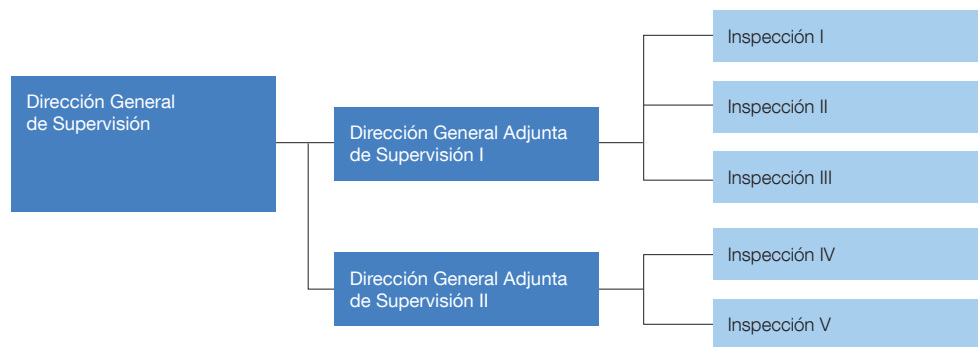 Dirección General
de Supervisión
Dirección General Adjunta
de Supervisión I
Inspección I
Inspección II
Inspección III
Dirección General Adjunta
de Supervisión II
Inspección IV
Inspección V